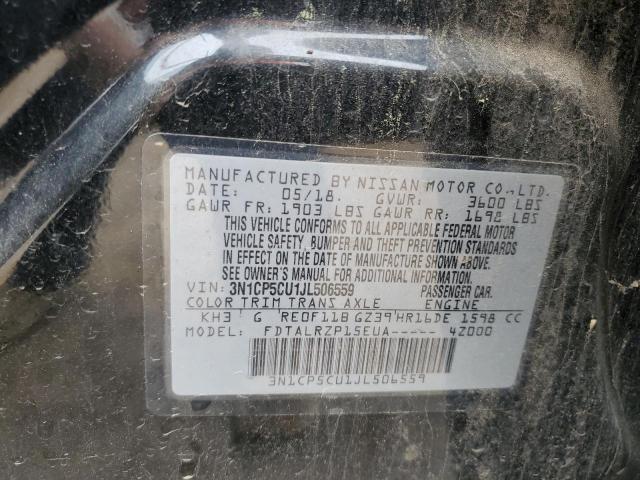 MANUFACTURED BY NISSAN MOTOR CO.,LTD.
DATE: 05/18 GVWR: 3600 LBS
GAWR FR: 1903 LBS GAWR RR: 1698 LBS
THIS VEHICLE CONFORMS TO ALL APPLICABLE FEDERAL MOTOR
VEHICLE SAFETY, BUMPER AND THEFT PREVENTION STANDARDS
IN EFFECT ON THE DATE OF MANUFACTURE SHOWN ABOVE.
SEE OWNER'S MANUAL FOR ADDITIONAL INFORMATION.
VIN: 3N1CP5CU1JL506559 PASSENGER CAR.
COLOR TRIM TRANS AXLE ENGINE
KH3 G RE0F11B GZ39 HR16DE 1598 CC
MODEL: FDTALRZP15EUA----- 4Z000
3N1CP5CU1JL506559